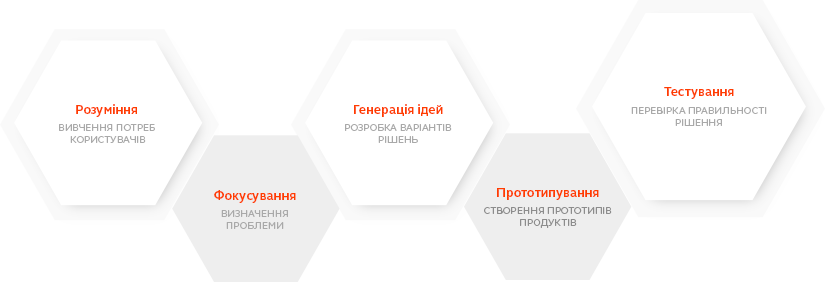 Розуміння
ВИВЧЕННЯ ПОТРЕБ
КОРИСТУВАЧІВ
Фокусування
ВИЗНАЧЕННЯ
ПРОБЛЕМИ
Генерація ідей
РОЗРОБКА ВАРІАНТІВ
РІШЕНЬ
Прототипування
СТВОРЕННЯ ПРОТОТИПІВ
ПРОДУКТІВ
Тестування
ПЕРЕВІРКА ПРАВИЛЬНОСТІ
РІШЕННЯ